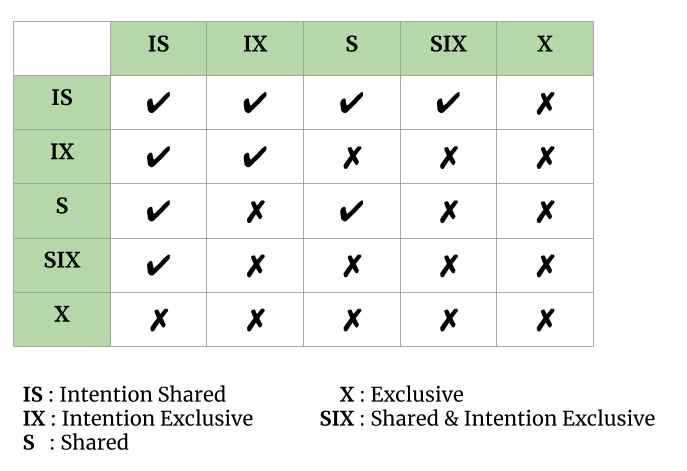 IS IX S SIX X
IS ✓ ✓ ✓ ✓ ✗
IX ✓ ✓ ✗ ✗ ✗
S ✓ ✗ ✓ ✗ ✗
SIX ✓ ✗ ✗ ✗ ✗
X ✗ ✗ ✗ ✗ ✗
IS : Intention Shared
IX : Intention Exclusive
S : Shared
X : Exclusive
SIX : Shared & Intention Exclusive